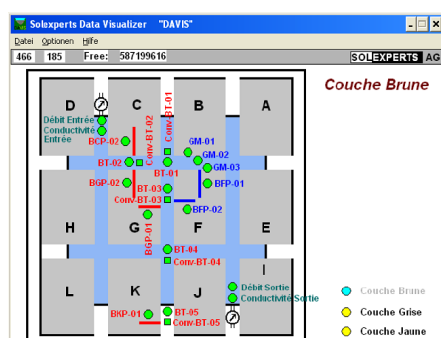 Solexperts Data Visualizer "DAVIS"
Datei Optionen Hilfe
466 185 Free: 587199616 SOLEXPERTS AG
Couche Brune
D C B A
Débit Entrée
Conductivité
Entrée
BCP-02
Conv-BT-02
Conv-BT-01
GM-01
GM-02
GM-03
BT-02
BT-01
BGP-02
BT-03
BFP-01
Conv-BT-03
BFP-02
H G F E
BGP-01
BT-04
Conv-BT-04
I
L K J
Débit Sortie
Conductivité Sortie
BKP-01
BT-05
Conv-BT-05
Couche Brune
Couche Grise
Couche Jaune